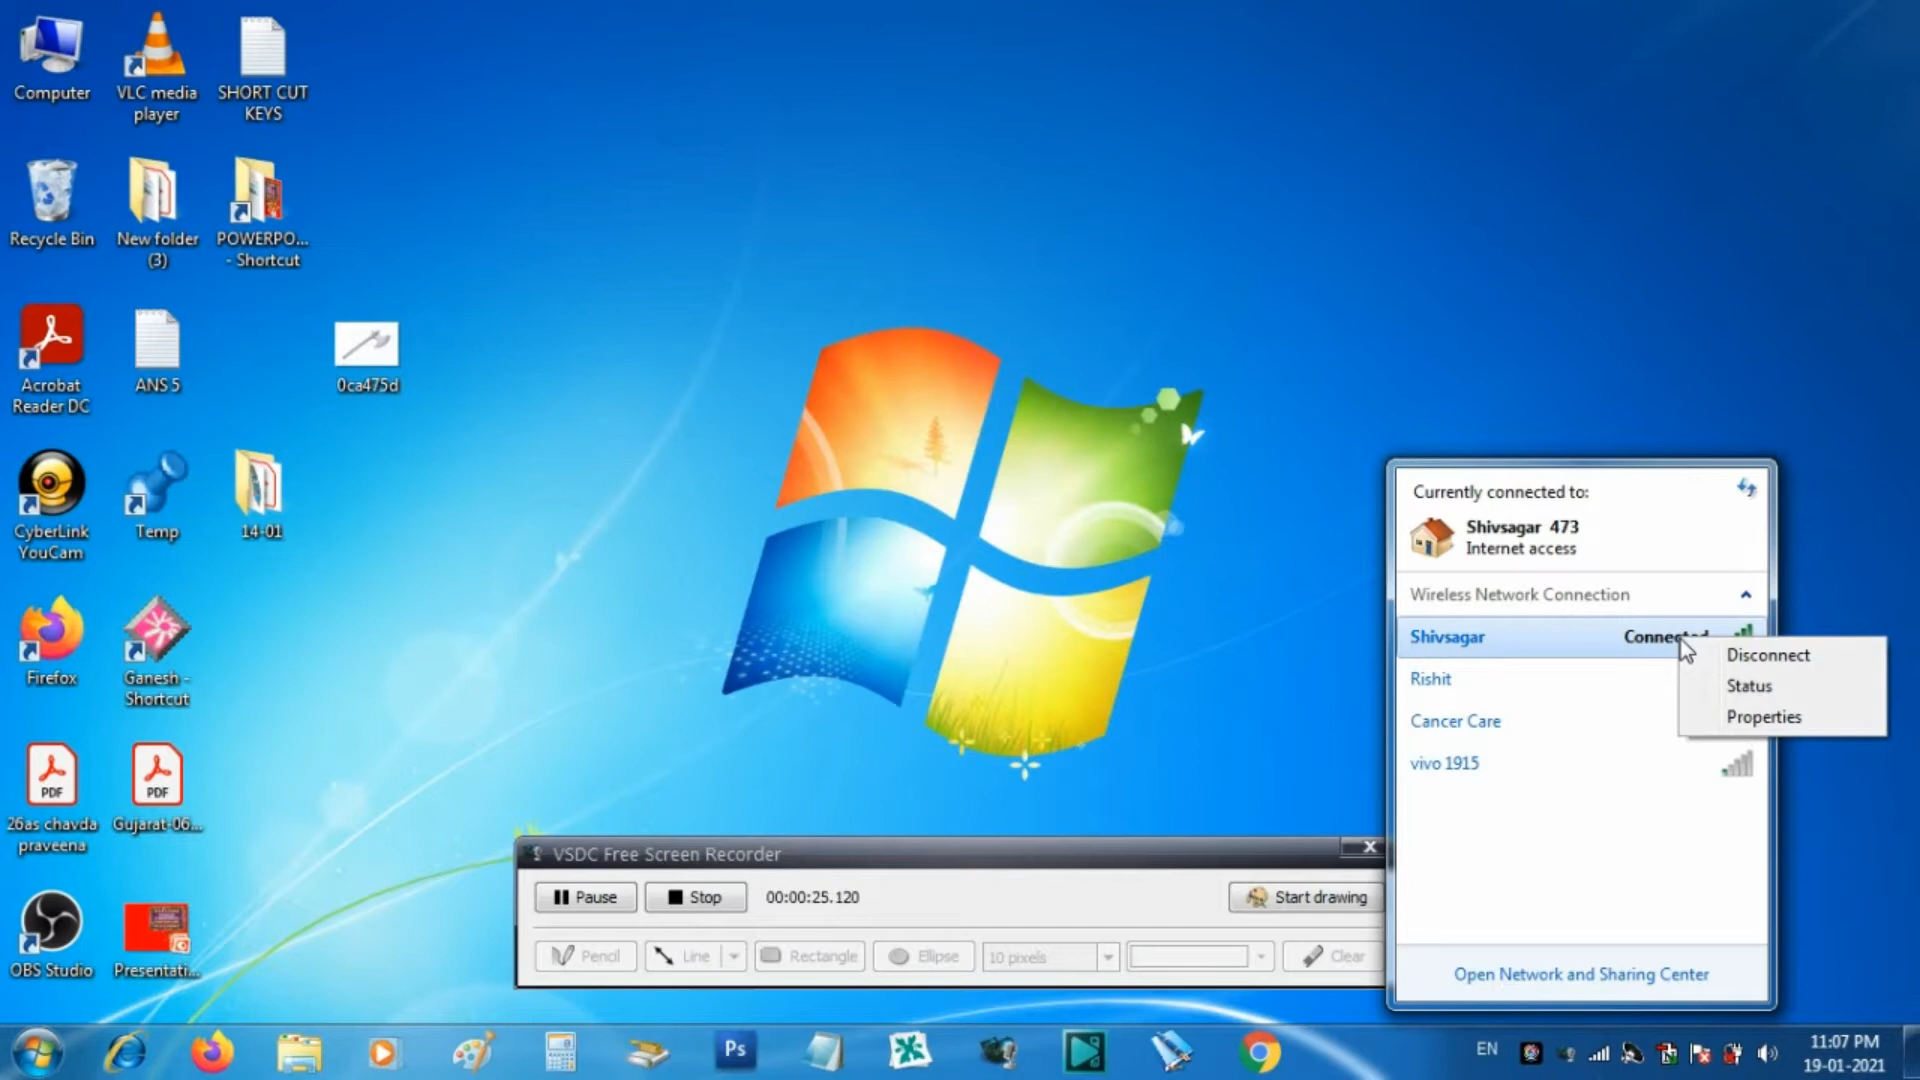 Computer
VLC media
player
SHORT CUT
KEYS
Recycle Bin
New folder
(3)
POWERPO...
- Shortcut
Acrobat
Reader DC
ANS 5
0ca475d
CyberLink
YouCam
Temp
14-01
Firefox
Ganesh -
Shortcut
PDF
26as chavda
praveena
PDF
Gujarat-06...
OBS Studio
Presentati...
VSDC Free Screen Recorder
Pause
Stop
00:00:25.120
Start drawing
Pencil
Line
Rectangle
Ellipse
10 pixels
Clear
Currently connected to:
Shivsagar 473
Internet access
Wireless Network Connection
Shivsagar
Connected
Rishit
Cancer Care
vivo 1915
Disconnect
Status
Properties
Open Network and Sharing Center
Ps
EN
11:07 PM
19-01-2021